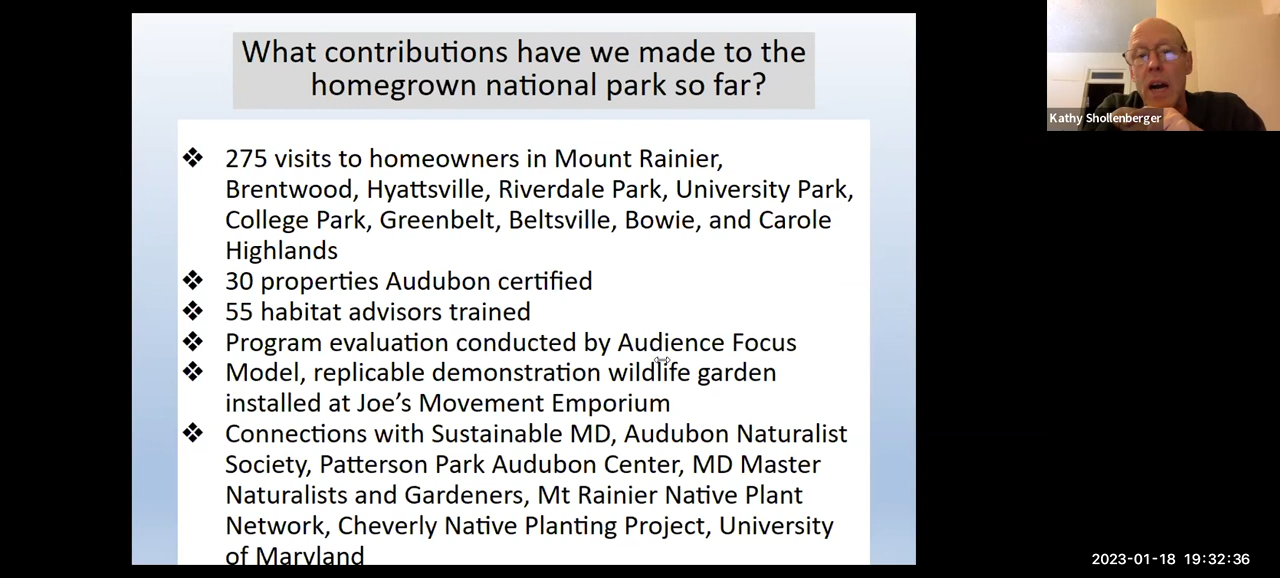 What contributions have we made to the
homegrown national park so far?
Kathy Shollenberger
❖ 275 visits to homeowners in Mount Rainier,
Brentwood, Hyattsville, Riverdale Park, University Park,
College Park, Greenbelt, Beltsville, Bowie, and Carole
Highlands
❖ 30 properties Audubon certified
❖ 55 habitat advisors trained
❖ Program evaluation conducted by Audience Focus
❖ Model, replicable demonstration wildlife garden
installed at Joe’s Movement Emporium
❖ Connections with Sustainable MD, Audubon Naturalist
Society, Patterson Park Audubon Center, MD Master
Naturalists and Gardeners, Mt Rainier Native Plant
Network, Cheverly Native Planting Project, University
of Maryland
2023-01-18 19:32:36